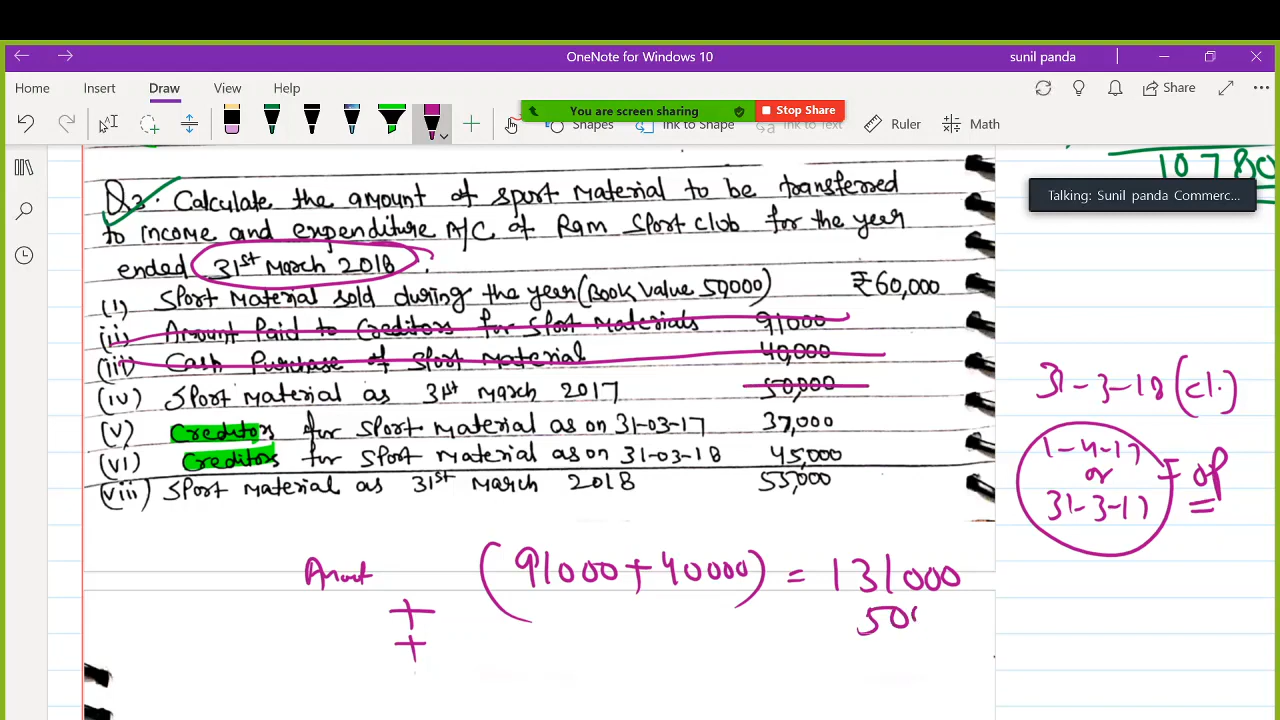 OneNote for Windows 10
sunil panda
Home Insert Draw View Help
You are screen sharing
Stop Share
Share
Shapes
Ink to Shape
Ink to Text
Ruler
Math
10780
Talking: Sunil panda Commerc...
Q3. Calculate the amount of sport material to be transferred
to income and expenditure A/C of Ram Sport club for the year
ended 31st March 2018.
(i) Sport Material sold during the year (Book Value 50,000) ₹60,000
(ii) Amount Paid to Creditors for Sport Materials 91000
(iii) Cash Purchase of Sport Material 40,000
(iv) Sport Material as 31st March 2017 50,000
(v) Creditors for Sport Material as on 31-03-17 37,000
(vi) Creditors for Sport Material as on 31-03-18 45,000
(viii) Sport Material as 31st March 2018 55,000
31-3-18 (cl.)
1-4-17
or
31-3-17
= op
(91000+40000) = 131000
+
50
+